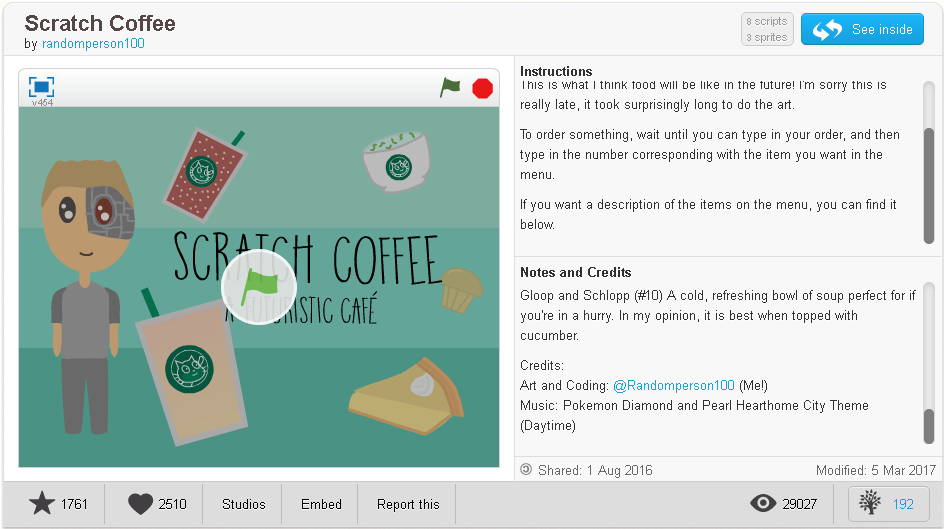 Scratch Coffee
by randomperson100
8 scripts
3 sprites
See inside
v454
SCRATCH COFFEE
A FUTURISTIC CAFÉ
Instructions
This is what I think food will be like in the future! I'm sorry this is
really late, it took surprisingly long to do the art.
To order something, wait until you can type in your order, and then
type in the number corresponding with the item you want in the
menu.
If you want a description of the items on the menu, you can find it
below.
Notes and Credits
Gloop and Schlopp (#10) A cold, refreshing bowl of soup perfect for if
you're in a hurry. In my opinion, it is best when topped with
cucumber.
Credits:
Art and Coding: @Randomperson100 (Me!)
Music: Pokemon Diamond and Pearl Hearthome City Theme
(Daytime)
Shared: 1 Aug 2016
Modified: 5 Mar 2017
1761
2510
Studios
Embed
Report this
29027
192